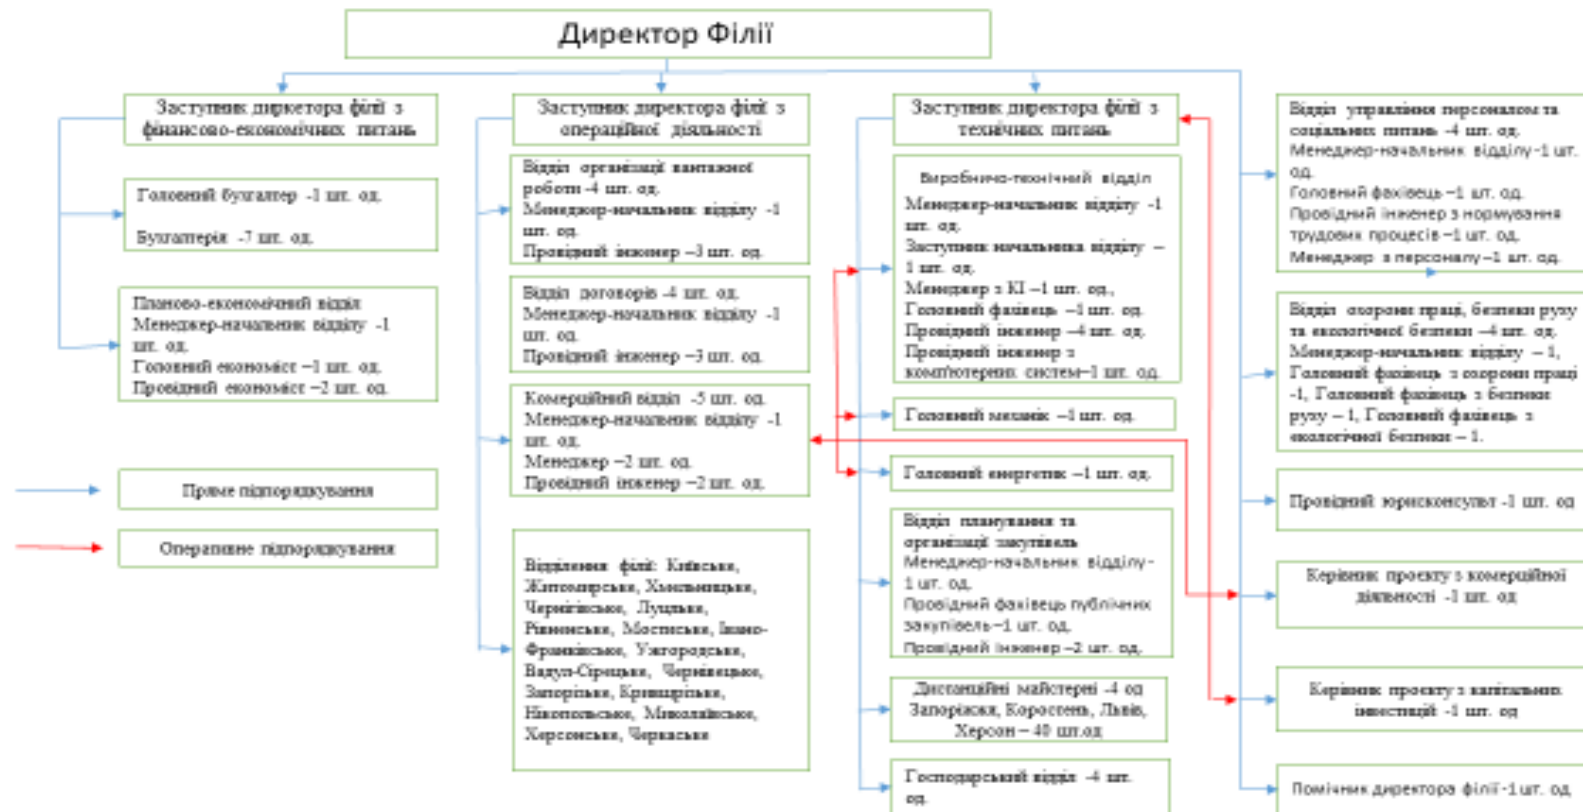 Директор Філії
Заступник диркетора філії з
фінансово-економічних питань
Головний бухгалтер -1 шт. од.
Бухгалтерія -7 шт. од.
Планово-економічний відділ
Менеджер-начальник відділу -1
шт. од.
Головний економіст –1 шт. од.
Провідний економіст –2 шт. од.
Пряме підпорядкування
Оперативне підпорядкування
Заступник директора філії з
операційної діяльності
Відділ організації вантажної
роботи -4 шт. од.
Менеджер-начальник відділу -1
шт. од.
Провідний інженер –3 шт. од.
Відділ договорів -4 шт. од.
Менеджер-начальник відділу -1
шт. од.
Провідний інженер –3 шт. од.
Комерційний відділ -5 шт. од.
Менеджер-начальник відділу -1
шт. од.
Менеджер –2 шт. од.
Провідний інженер –2 шт. од.
Відділення філії: Київське,
Житомирське, Хмельницьке,
Чернігівське, Луцьке,
Рівненське, Мостиське, Івано-
Франківське, Ужгородське,
Вадул-Сірецьке, Чернівецьке,
Запорізьке, Криворізьке,
Нікопольське, Миколаївське,
Херсонське, Черкаське
Заступник директора філії з
технічних питань
Виробничо-технічний відділ
Менеджер-начальник відділу -1
шт. од.
Заступник начальника відділу –
1 шт. од.
Менеджер з КІ –1 шт. од.,
Головний фахівець –1 шт. од.
Провідний інженер –4 шт. од.
Провідний інженер з
комп'ютерних систем–1 шт. од.
Головний механік –1 шт. од.
Головний енергетик –1 шт. од.
Відділ планування та
організації закупівель
Менеджер-начальник відділу-
1 шт. од.
Провідний фахівець публічних
закупівель–1 шт. од.
Провідний інженер –2 шт. од.
Дистанційні майстерні -4 од
Запоріжжя, Коростень, Львів,
Херсон – 40 шт.од
Господарський відділ -4 шт.
од.
Відділ управління персоналом та
соціальних питань -4 шт. од.
Менеджер-начальник відділу-1 шт.
од.
Головний фахівець –1 шт. од.
Провідний інженер з нормування
трудових процесів –1 шт. од.
Менеджер з персоналу–1 шт. од.
Відділ охорони праці, безпеки руху
та екологічної безпеки –4 шт. од.
Менеджер-начальник відділу – 1,
Головний фахівець з охорони праці
-1, Головний фахівець з безпеки
руху – 1, Головний фахівець з
екологічної безпеки – 1.
Провідний юрисконсульт -1 шт. од
Керівник проєкту з комерційної
діяльності -1 шт. од
Керівник проєкту з капітальних
інвестицій -1 шт. од
Помічник директора філії-1 шт. од